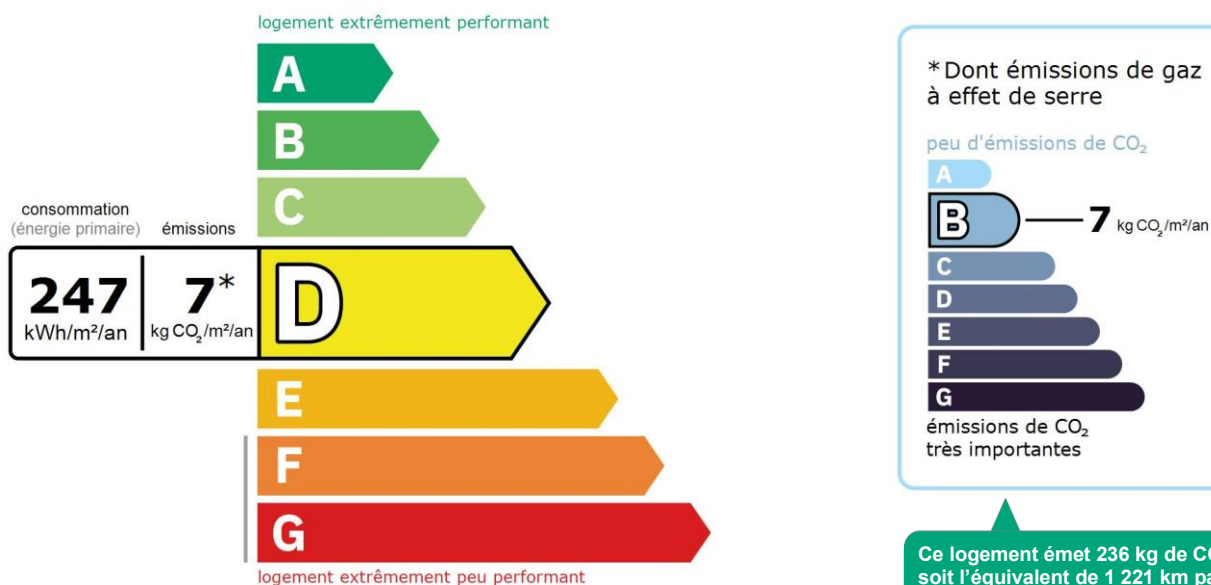 logement extrêmement performant
A
B
C
consommation
(énergie primaire)
émissions
247
kWh/m²/an
7*
kg CO₂/m²/an
D
E
F
G
logement extrêmement peu performant
*Dont émissions de gaz
à effet de serre
peu d'émissions de CO₂
A
B
7 kg CO₂/m²/an
C
D
E
F
G
émissions de CO₂
très importantes
Ce logement émet 236 kg de
soit l'équivalent de 1 221 km